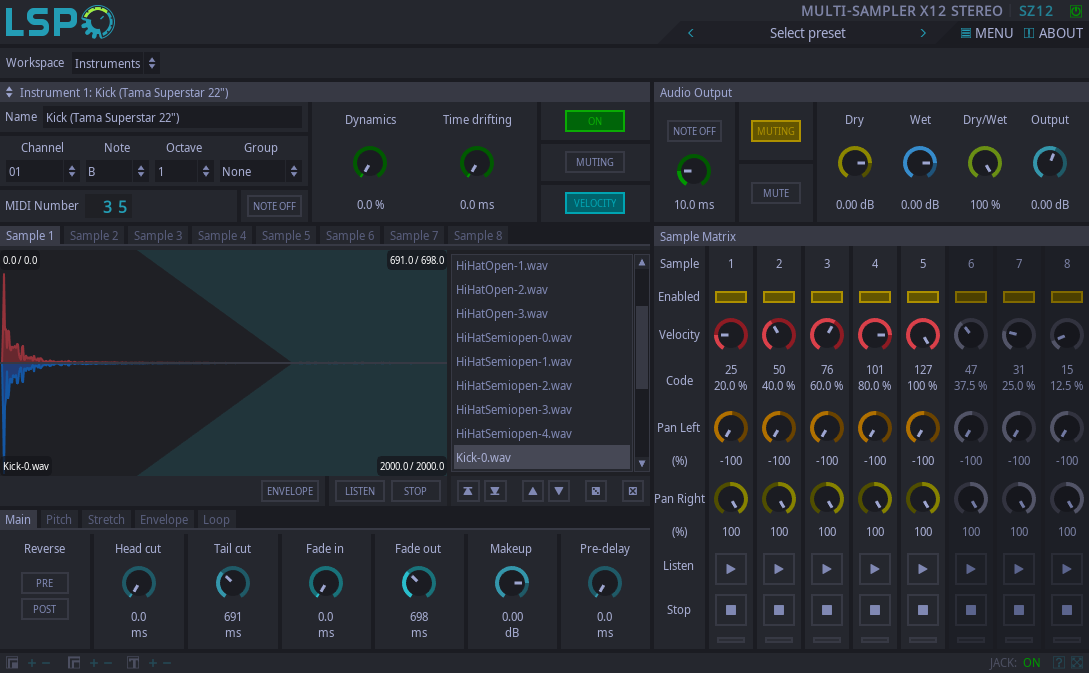 LSP
MULTI-SAMPLER X12 STEREO SZ12
Select preset
MENU ABOUT
Workspace Instruments
Instrument 1: Kick (Tama Superstar 22")
Name Kick (Tama Superstar 22")
Channel Note Octave Group
01 B 1 None
MIDI Number 35 NOTE OFF
Dynamics Time drifting
0.0 % 0.0 ms
ON
MUTING
VELOCITY
Audio Output
NOTE OFF MUTING
10.0 ms MUTE
Dry Wet Dry/Wet Output
0.00 dB 0.00 dB 100 % 0.00 dB
Sample 1 Sample 2 Sample 3 Sample 4 Sample 5 Sample 6 Sample 7 Sample 8
0.0 / 0.0 691.0 / 698.0
Kick-0.wav 2000.0 / 2000.0
HiHatOpen-1.wav
HiHatOpen-2.wav
HiHatOpen-3.wav
HiHatSemiopen-0.wav
HiHatSemiopen-1.wav
HiHatSemiopen-2.wav
HiHatSemiopen-3.wav
HiHatSemiopen-4.wav
Kick-0.wav
ENVELOPE LISTEN STOP
Main Pitch Stretch Envelope Loop
Reverse Head cut Tail cut Fade in Fade out Makeup Pre-delay
PRE
POST
0.0 691 0.0 698 0.00 0.0
ms ms ms ms dB ms
Sample Matrix
Sample 1 2 3 4 5 6 7 8
Enabled
Velocity
25 50 76 101 127 47 31 15
Code
20.0 % 40.0 % 60.0 % 80.0 % 100 % 37.5 % 25.0 % 12.5 %
Pan Left
(%) -100 -100 -100 -100 -100 -100 -100 -100
Pan Right
(%) 100 100 100 100 100 100 100 100
Listen
Stop
JACK: ON